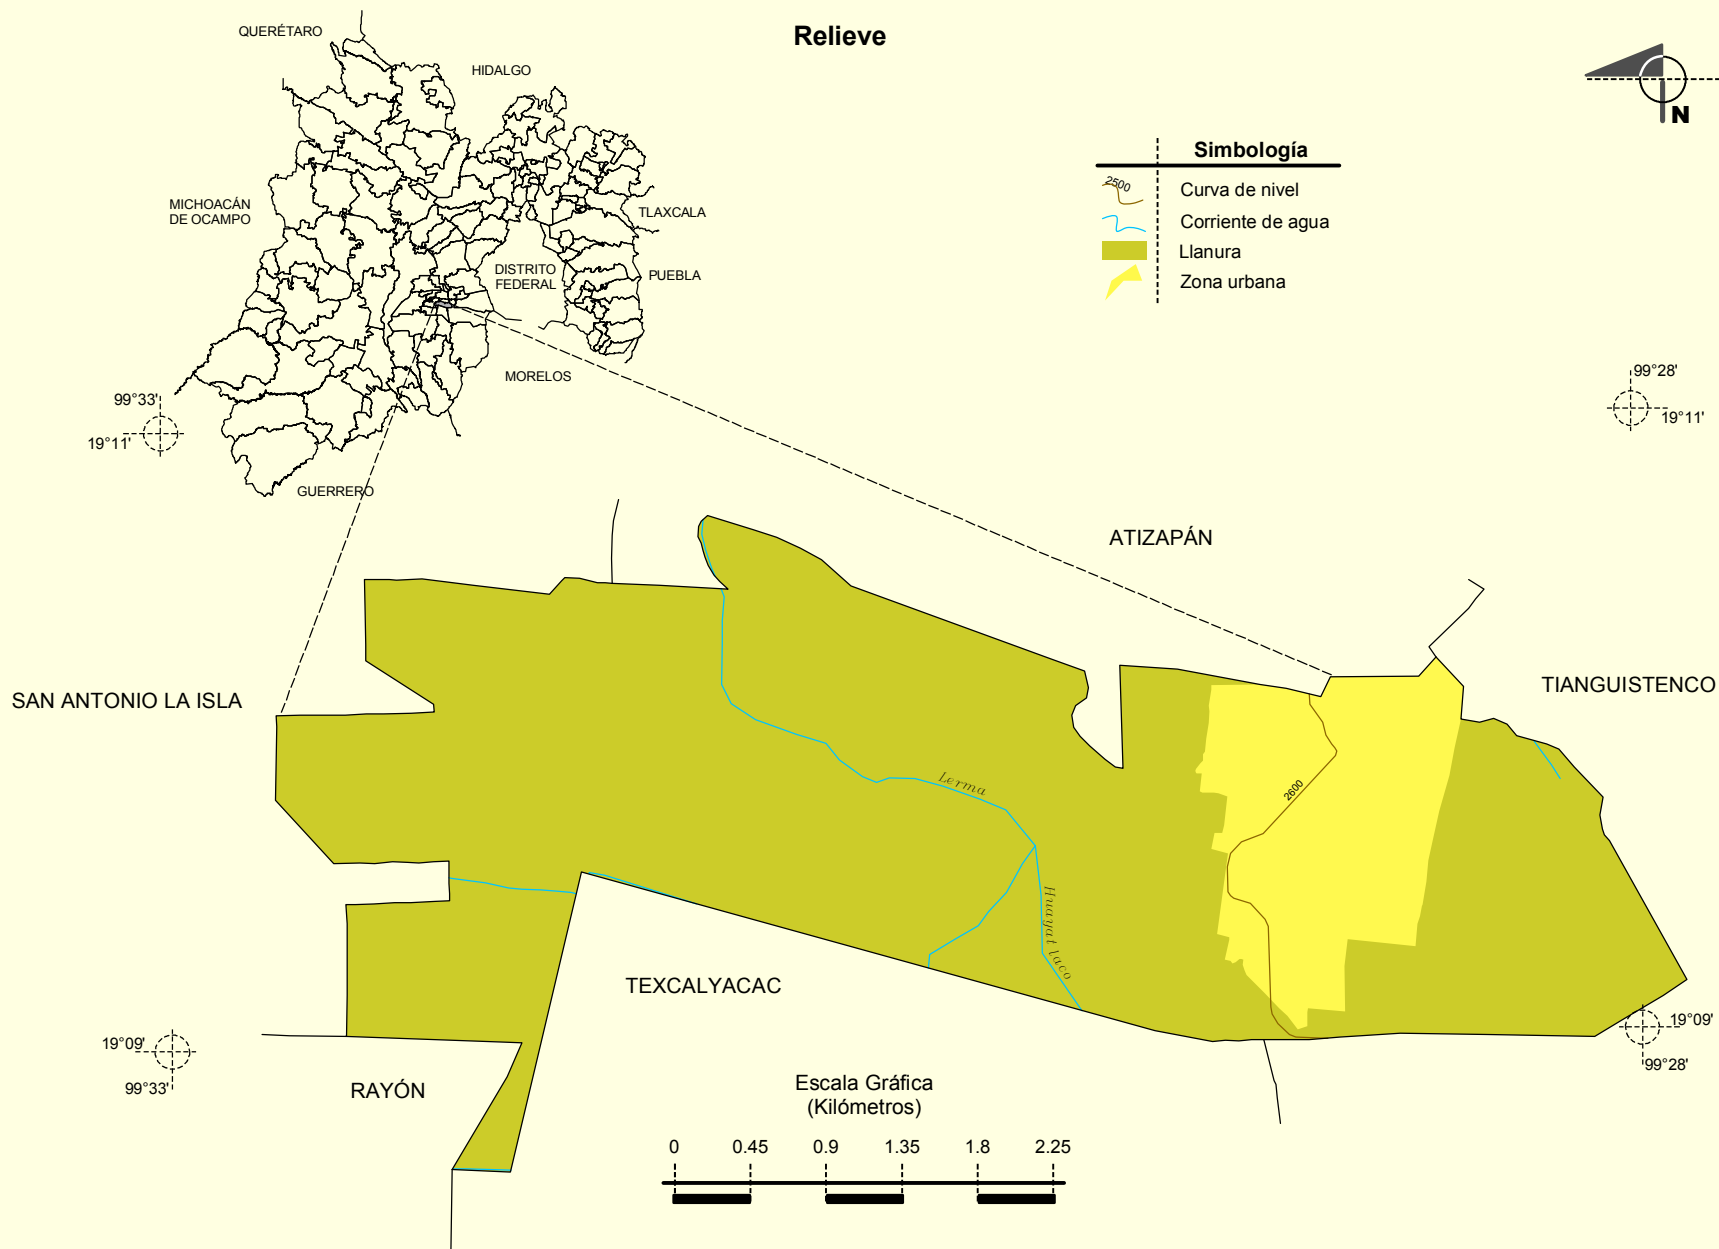 Relieve
QUERÉTARO
HIDALGO
MICHOACÁN
DE OCAMPO
TLAXCALA
DISTRITO
FEDERAL
PUEBLA
MORELOS
GUERRERO
N
Simbología
2500
Curva de nivel
Corriente de agua
Llanura
Zona urbana
99°33'
19°11'
99°28'
19°11'
ATIZAPÁN
SAN ANTONIO LA ISLA
TIANGUISTENCO
Lerma
2600
Huayat laco
TEXCALYACAC
RAYÓN
19°09'
99°33'
19°09'
99°28'
Escala Gráfica
(Kilómetros)
0 0.45 0.9 1.35 1.8 2.25